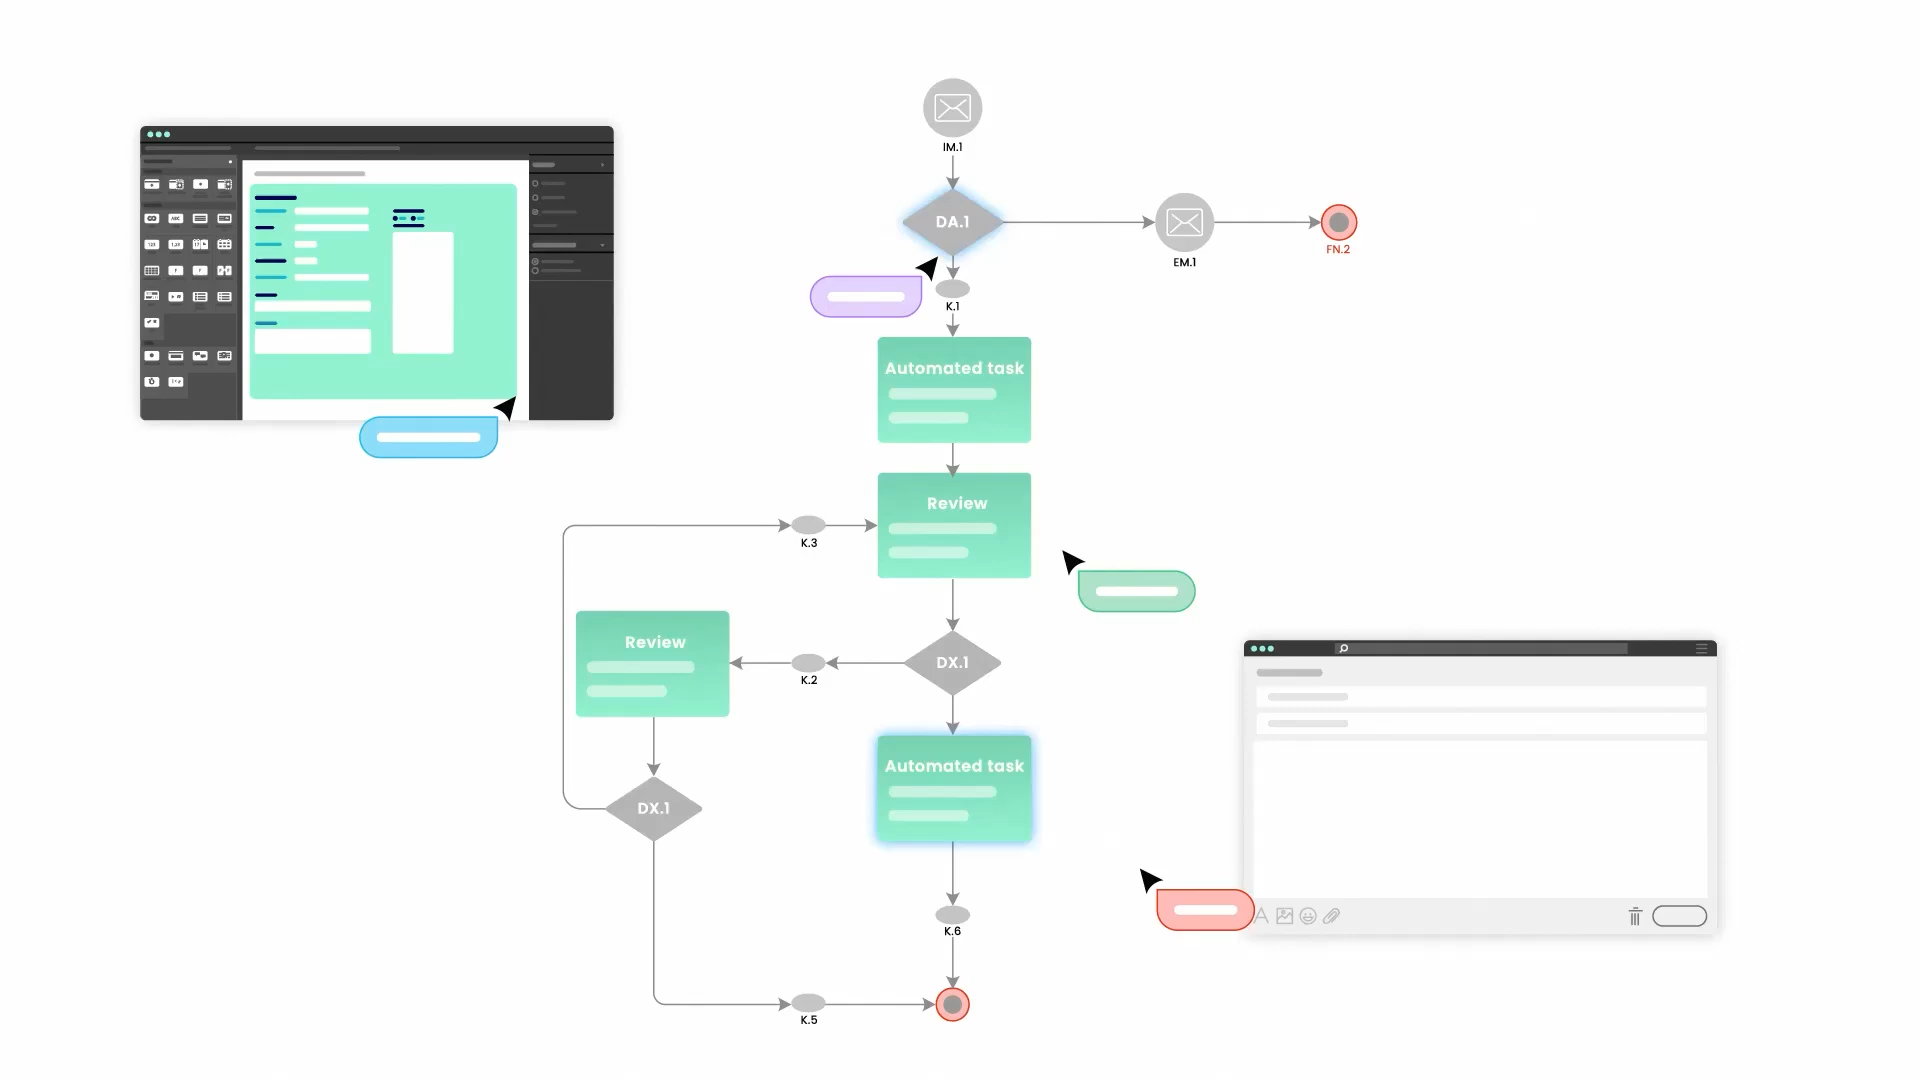 IM.1
DA.1
EM.1
FN.2
K.1
Automated task
Review
K.3
Review
K.2
DX.1
Automated task
DX.1
K.6
K.5